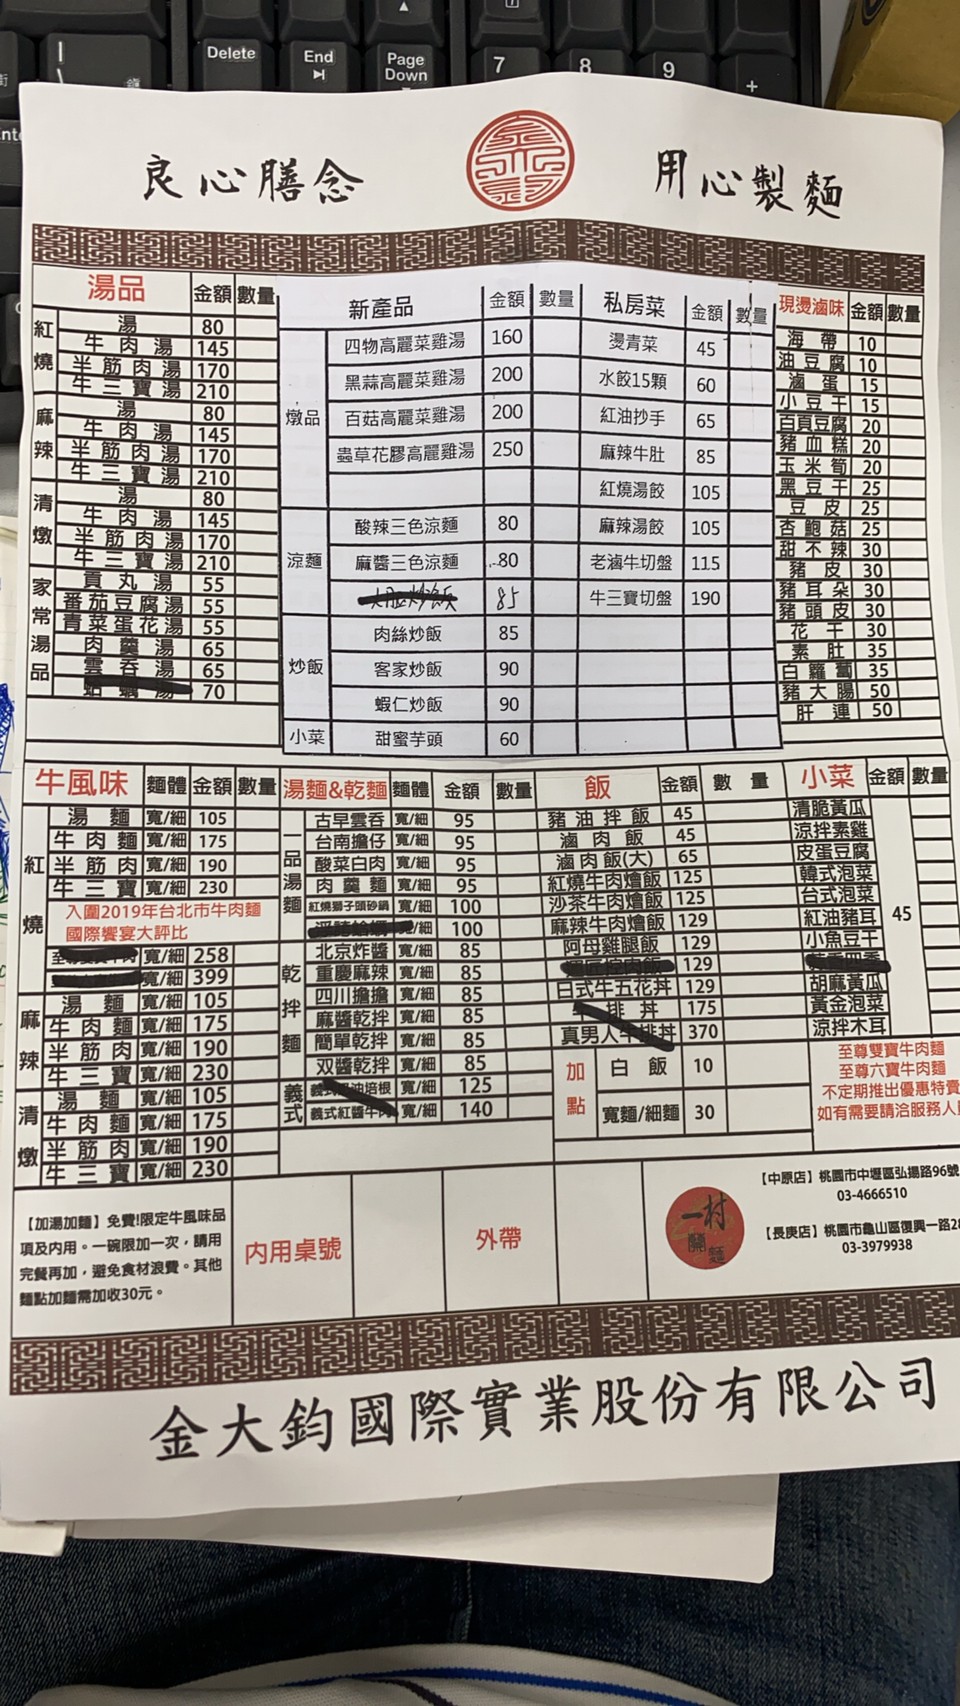 Delete
End
Page
Down
7
8
9
+
良心膳念
用心製麵
湯品 金額 數量
紅燒
湯 80
牛肉湯 145
半筋肉湯 170
牛三寶湯 210
麻辣
湯 80
牛肉湯 145
半筋肉湯 170
牛三寶湯 210
清燉
湯 80
牛肉湯 145
半筋肉湯 170
牛三寶湯 210
家常湯品
貢丸湯 55
番茄豆腐湯 55
青菜蛋花湯 55
肉羹湯 65
雲吞湯 65
蛤蠣湯 70
新產品 金額 數量
燉品
四物高麗菜雞湯 160
黑蒜高麗菜雞湯 200
百菇高麗菜雞湯 200
蟲草花膠高麗雞湯 250
涼麵
酸辣三色涼麵 80
麻醬三色涼麵 80
85
炒飯
肉絲炒飯 85
客家炒飯 90
蝦仁炒飯 90
小菜
甜蜜芋頭 60
私房菜 金額 數量
燙青菜 45
水餃15顆 60
紅油抄手 65
麻辣牛肚 85
紅燒湯餃 105
麻辣湯餃 105
老滷牛切盤 115
牛三寶切盤 190
現燙滷味 金額 數量
海帶 10
油豆腐 10
滷蛋 15
小豆干 15
百頁豆腐 20
豬血糕 20
玉米筍 20
黑豆干 25
豆皮 25
杏鮑菇 25
甜不辣 30
豬皮 30
豬耳朵 30
豬頭皮 30
花干 30
素肚 35
白蘿蔔 35
豬大腸 50
肝連 50
牛風味 麵體 金額 數量
紅燒
湯麵 寬/細 105
牛肉麵 寬/細 175
半筋肉 寬/細 190
牛三寶 寬/細 230
入圍2019年台北市牛肉麵
國際饗宴大評比
寬/細 258
寬/細 399
麻辣
湯麵 寬/細 105
牛肉麵 寬/細 175
半筋肉 寬/細 190
牛三寶 寬/細 230
清燉
湯麵 寬/細 105
牛肉麵 寬/細 175
半筋肉 寬/細 190
牛三寶 寬/細 230
湯麵&乾麵 麵體 金額 數量
一品湯麵
古早雲吞 寬/細 95
台南擔仔 寬/細 95
酸菜白肉 寬/細 95
肉羹麵 寬/細 95
紅燒獅子頭砂鍋 寬/細 100
/細 100
乾拌麵
北京炸醬 寬/細 85
重慶麻辣 寬/細 85
四川擔擔 寬/細 85
麻醬乾拌 寬/細 85
簡單乾拌 寬/細 85
双醬乾拌 寬/細 85
義式
義式奶油培根 寬/細 125
義式紅醬牛肉 寬/細 140
飯 金額 數量
豬油拌飯 45
滷肉飯 45
滷肉飯(大) 65
紅燒牛肉燴飯 125
沙茶牛肉燴飯 125
麻辣牛肉燴飯 129
阿母雞腿飯 129
129
日式牛五花丼 129
牛排丼 175
真男人牛排丼 370
加點
白飯 10
寬麵/細麵 30
小菜 金額 數量
清脆黃瓜
涼拌素雞
皮蛋豆腐
韓式泡菜
台式泡菜
紅油豬耳 45
小魚豆干
胡麻黃瓜
黃金泡菜
涼拌木耳
至尊雙寶牛肉麵
至尊六寶牛肉麵
不定期推出優惠特賣
如有需要請洽服務人
【加湯加麵】免費!限定牛風味品
項及內用。一碗限加一次,請用
完餐再加,避免食材浪費。其他
麵點加麵需加收30元。
內用桌號
外帶
一村
開麵
【中原店】桃園市中壢區弘揚路96號
03-4666510
【長庚店】桃園市龜山區復興一路28
03-3979938
金大鈞國際實業股份有限公司